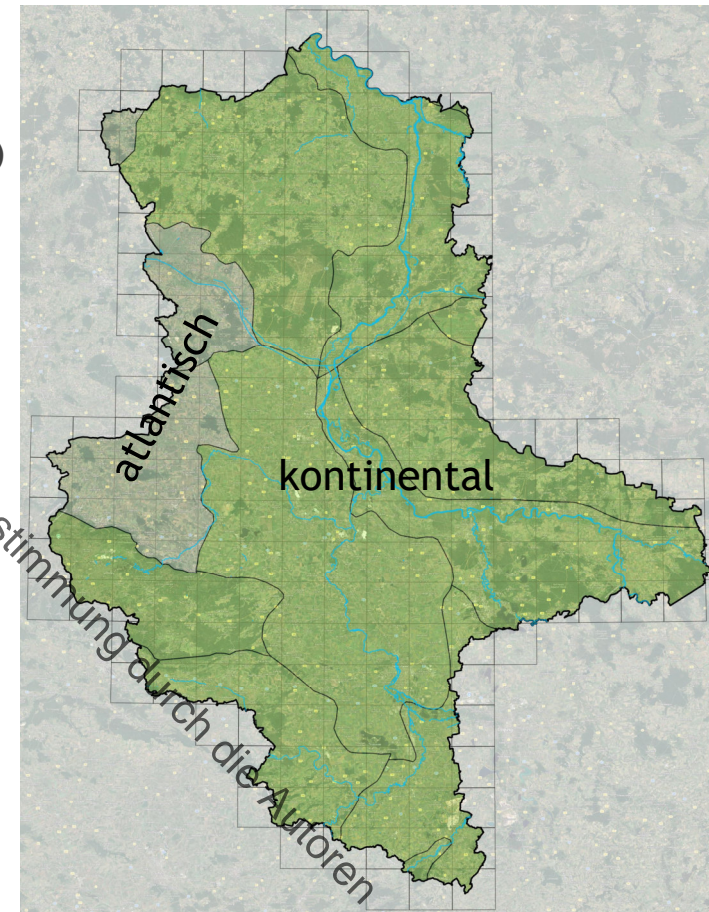 )
atlantisch
kontinental
stimmung durch die Autoren